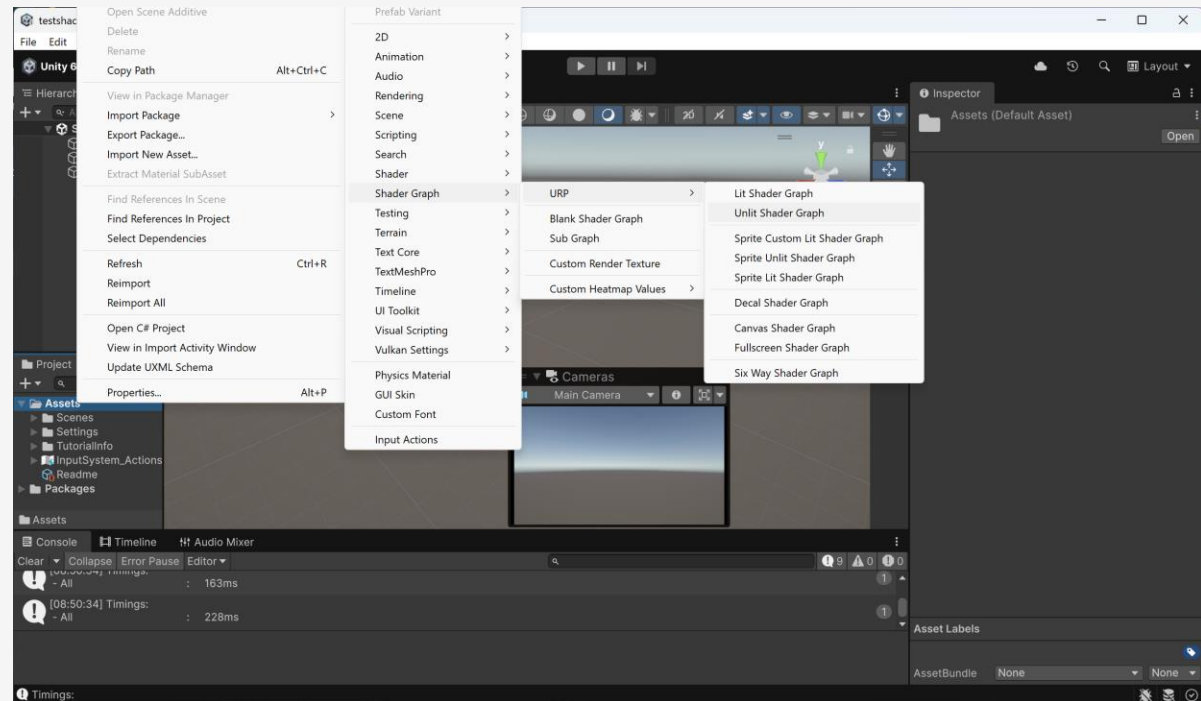 testshac
File Edit
Unity 6
Layout
Hierarch
Open Scene Additive
Delete
Rename
Copy Path Alt+Ctrl+C
View in Package Manager
Import Package
Export Package...
Import New Asset...
Extract Material SubAsset
Find References In Scene
Find References In Project
Select Dependencies
Refresh Ctrl+R
Reimport
Reimport All
Open C# Project
View in Import Activity Window
Update UXML Schema
Properties... Alt+P
Prefab Variant
2D
Animation
Audio
Rendering
Scene
Scripting
Search
Shader
Shader Graph
Testing
Terrain
Text Core
TextMeshPro
Timeline
UI Toolkit
Visual Scripting
Vulkan Settings
Physics Material
GUI Skin
Custom Font
Input Actions
URP
Blank Shader Graph
Sub Graph
Custom Render Texture
Custom Heatmap Values
Lit Shader Graph
Unlit Shader Graph
Sprite Custom Lit Shader Graph
Sprite Unlit Shader Graph
Sprite Lit Shader Graph
Decal Shader Graph
Canvas Shader Graph
Fullscreen Shader Graph
Six Way Shader Graph
2D
y
Inspector
Assets (Default Asset)
Open
Project
Assets
Scenes
Settings
TutorialInfo
InputSystem_Actions
Readme
Packages
Assets
Cameras
Main Camera
Console Timeline Audio Mixer
Clear Collapse Error Pause Editor 9 0 0
[08:50:34] Timings:
- All : 163ms 1
[08:50:34] Timings:
- All : 228ms 1
Asset Labels
AssetBundle None None
Timings: